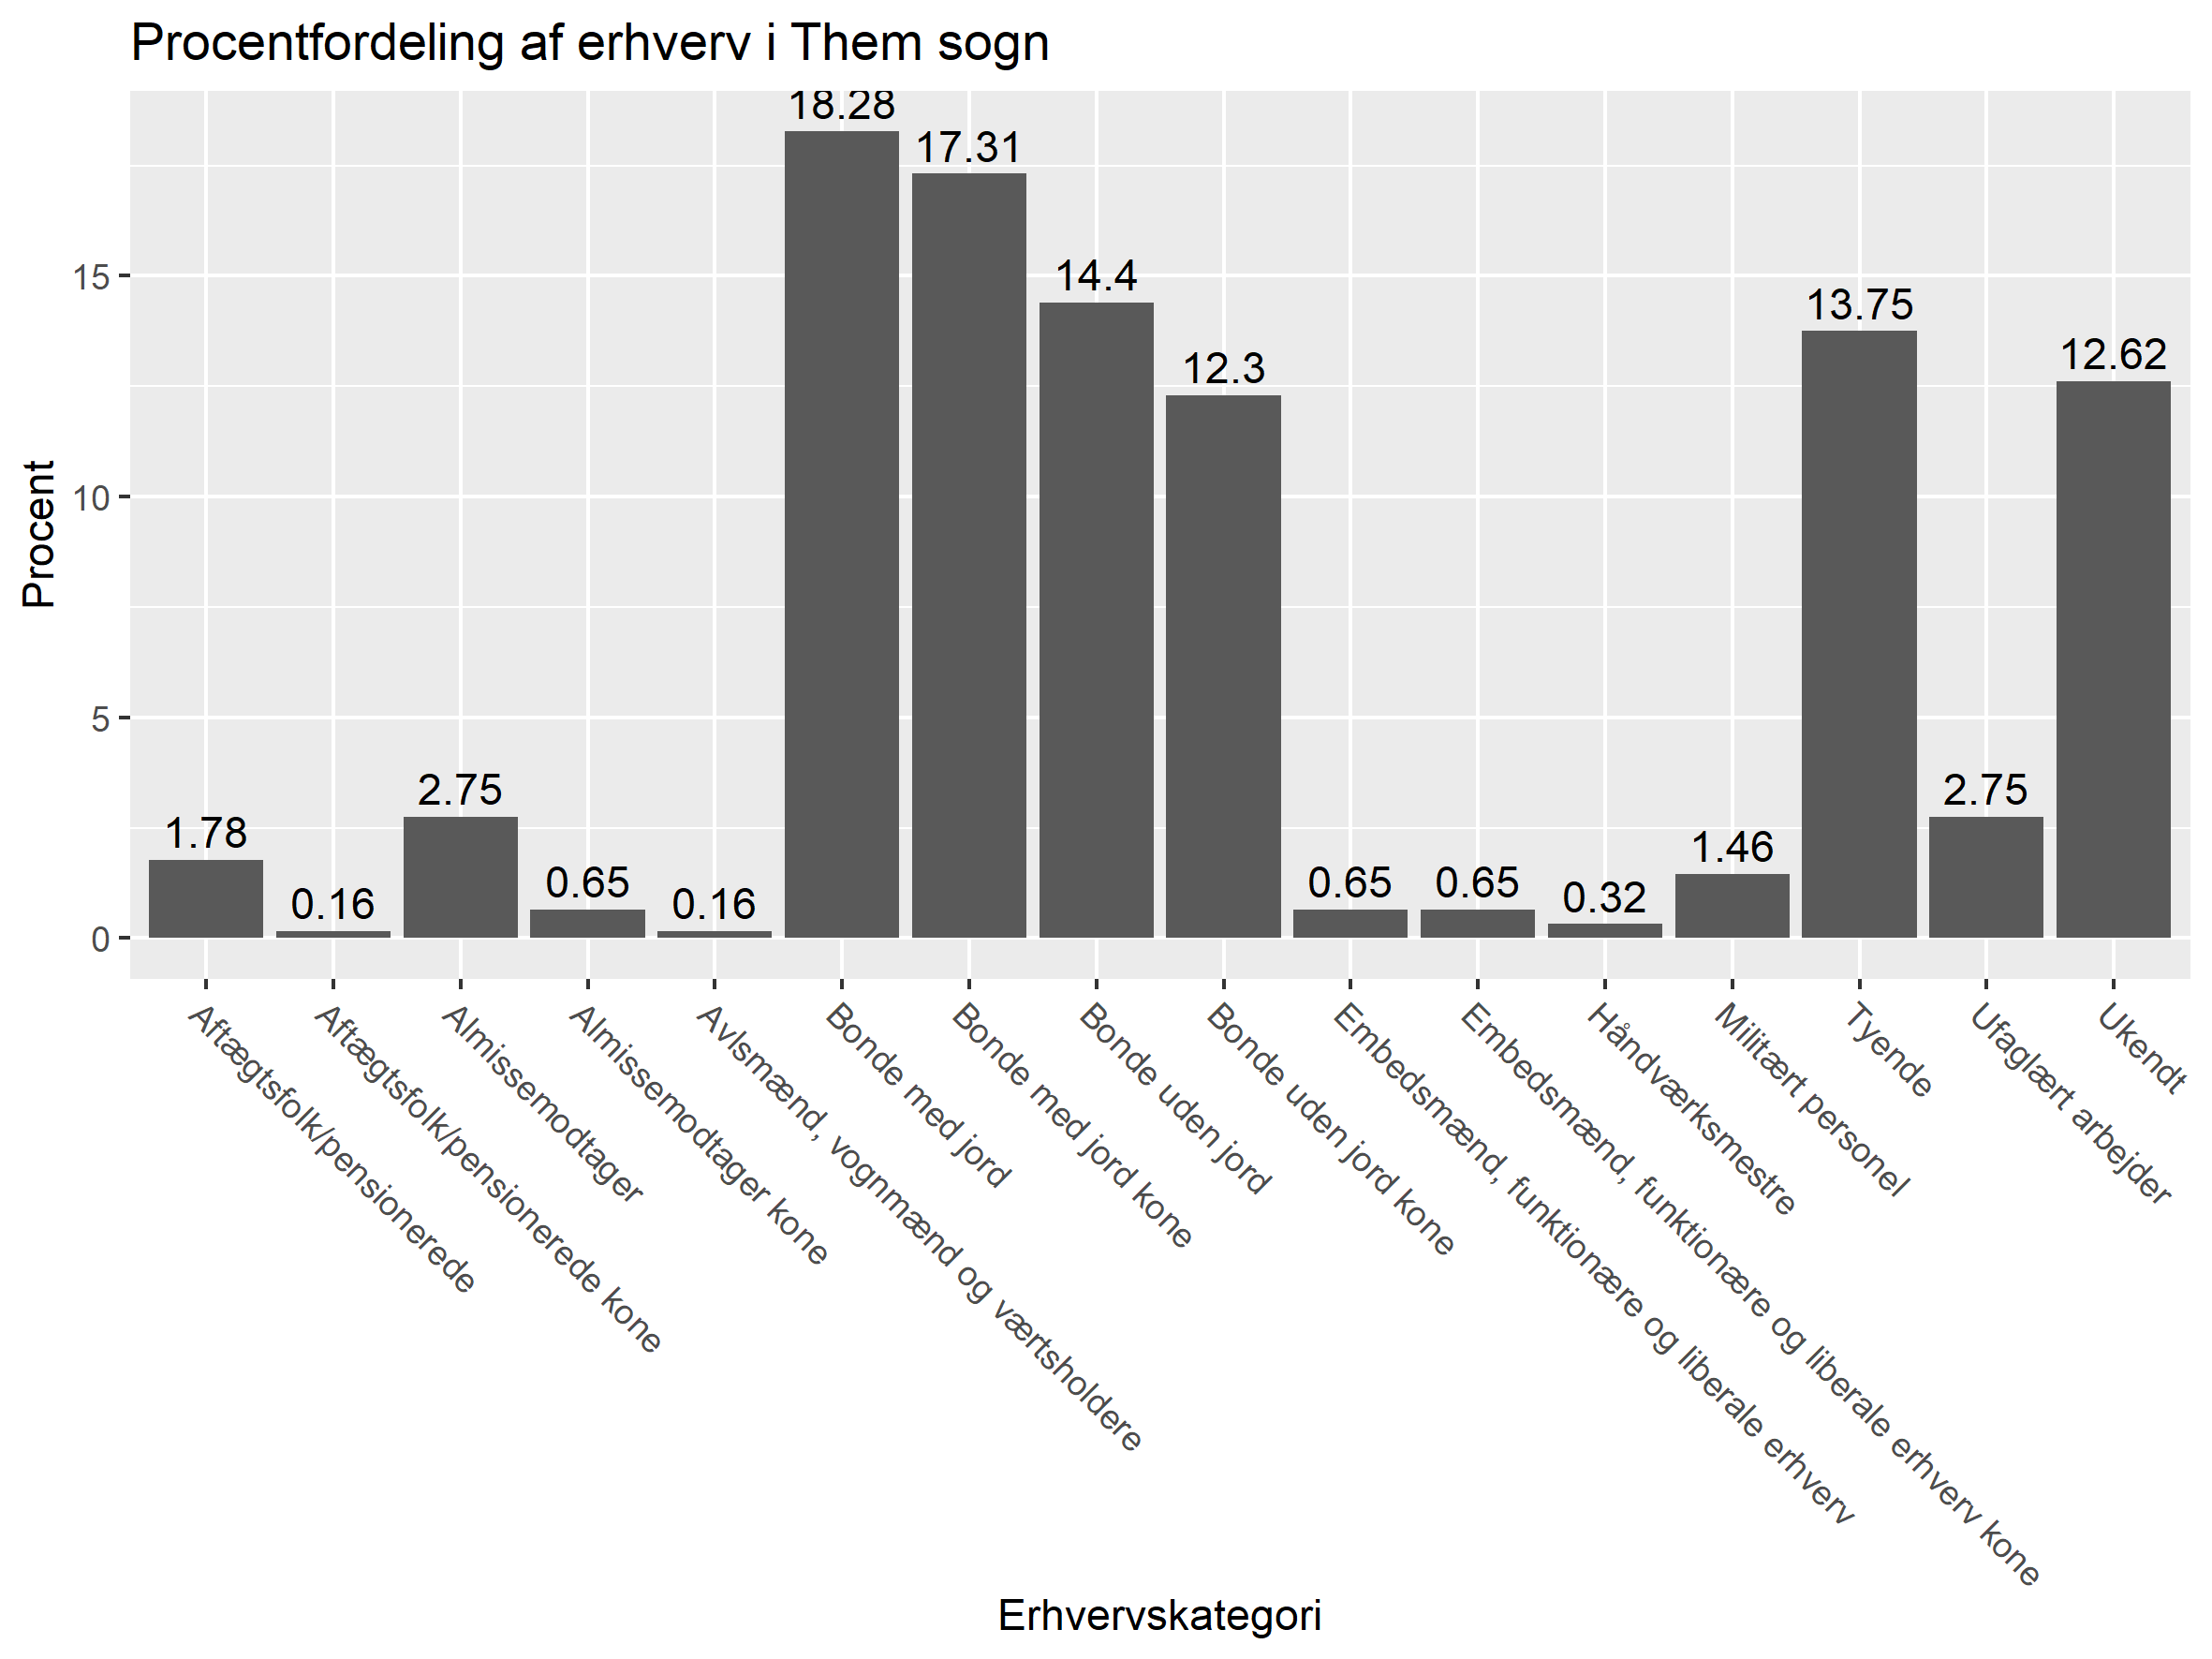 Procentfordeling af erhverv i Them sogn
18.28
17.31
14.4
12.3
13.75
12.62
1.78
0.16
2.75
0.65
0.16
0.65
0.65
0.32
1.46
2.75
Procent
15
10
5
0
Aftægtsfolk/pensionerede
Aftægtsfolk/pensionerede kone
Almissemodtager
Almissemodtager kone
Avlsmænd, vognmænd og værtsholdere
Bonde med jord
Bonde med jord kone
Bonde uden jord
Bonde uden jord kone
Embedsmænd, funktionære og liberale erhverv
Embedsmænd, funktionære og liberale erhverv kone
Håndværksmestre
Militært personel
Tyende
Ufaglært arbejder
Ukendt
Erhvervskategori